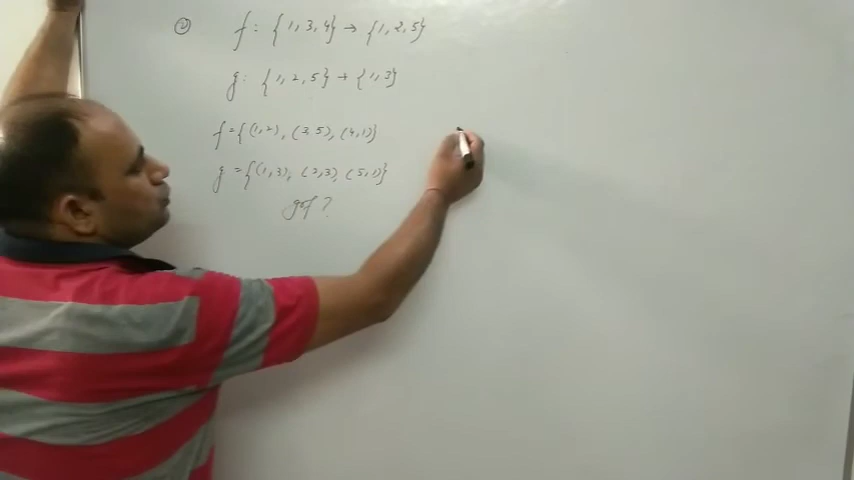 ② f: {1,3,4} → {1,2,5}
g: {1,2,5} → {1,3}
f={(1,2), (3,5), (4,1)}
g={(1,3), (2,3), (5,1)}
gof ?